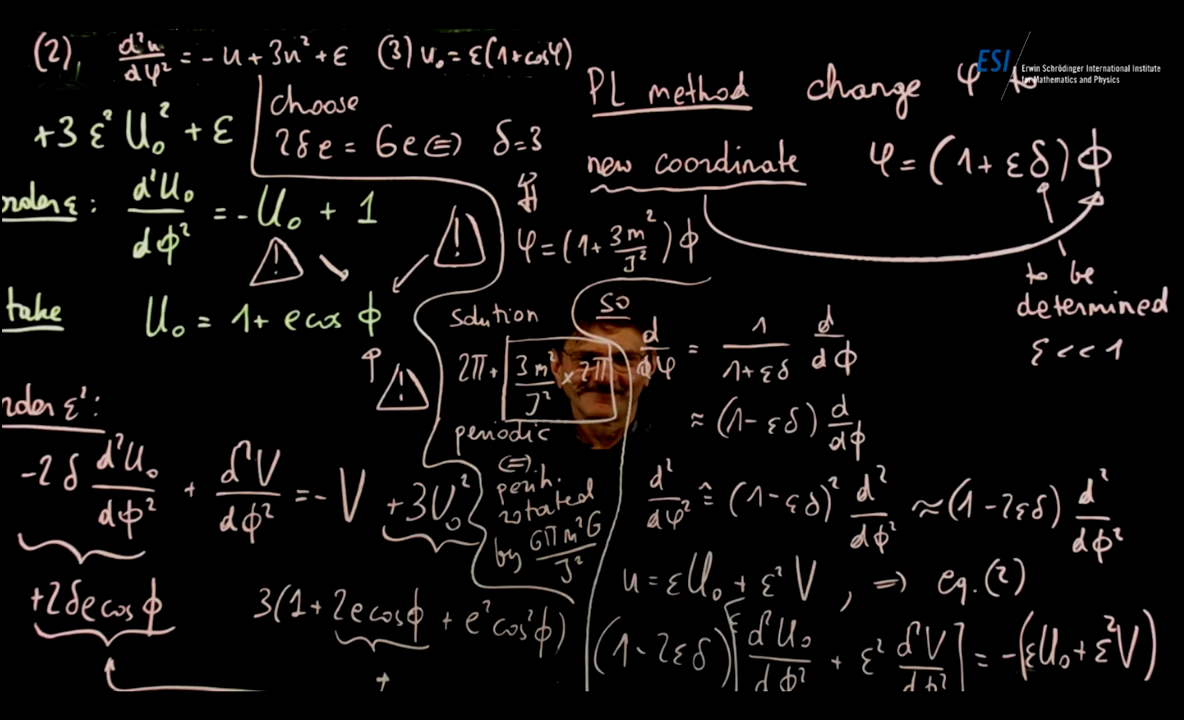 (2), d²u/dφ² = -u + 3u² + ε (3) u₀ = ε(1+cosφ)
+3 ε² U₀² + ε
order ε: d²U₀/dϕ² = -U₀ + 1
take U₀ = 1 + e cos ϕ
order ε²:
-2δ d²U₀/dϕ² + d²V/dϕ² = -V +3U₀²
+2δe cos ϕ 3(1 + 2e cosϕ + e² cos²ϕ)
choose
2δe = 6e ⇔ δ=3
φ = (1 + 3m²/J²) ϕ
solution
2π + 3m²/J² × 2π
periodic
⇔
perih.
rotated
by 6πm²G/J²
ESI Erwin Schrödinger International Institute
for Mathematics and Physics
PL method change φ to
new coordinate φ = (1 + εδ) ϕ
to be
determined
ε << 1
so
d/dφ = 1/(1+εδ) d/dϕ
≈ (1-εδ) d/dϕ
d²/dφ² ≙ (1-εδ)² d²/dϕ² ≈ (1-2εδ) d²/dϕ²
u = εU₀ + ε²V , ⇒ eq.(2)
(1-2εδ) [ε d²U₀/dϕ² + ε² d²V/dϕ²] = -(εU₀ + ε²V)